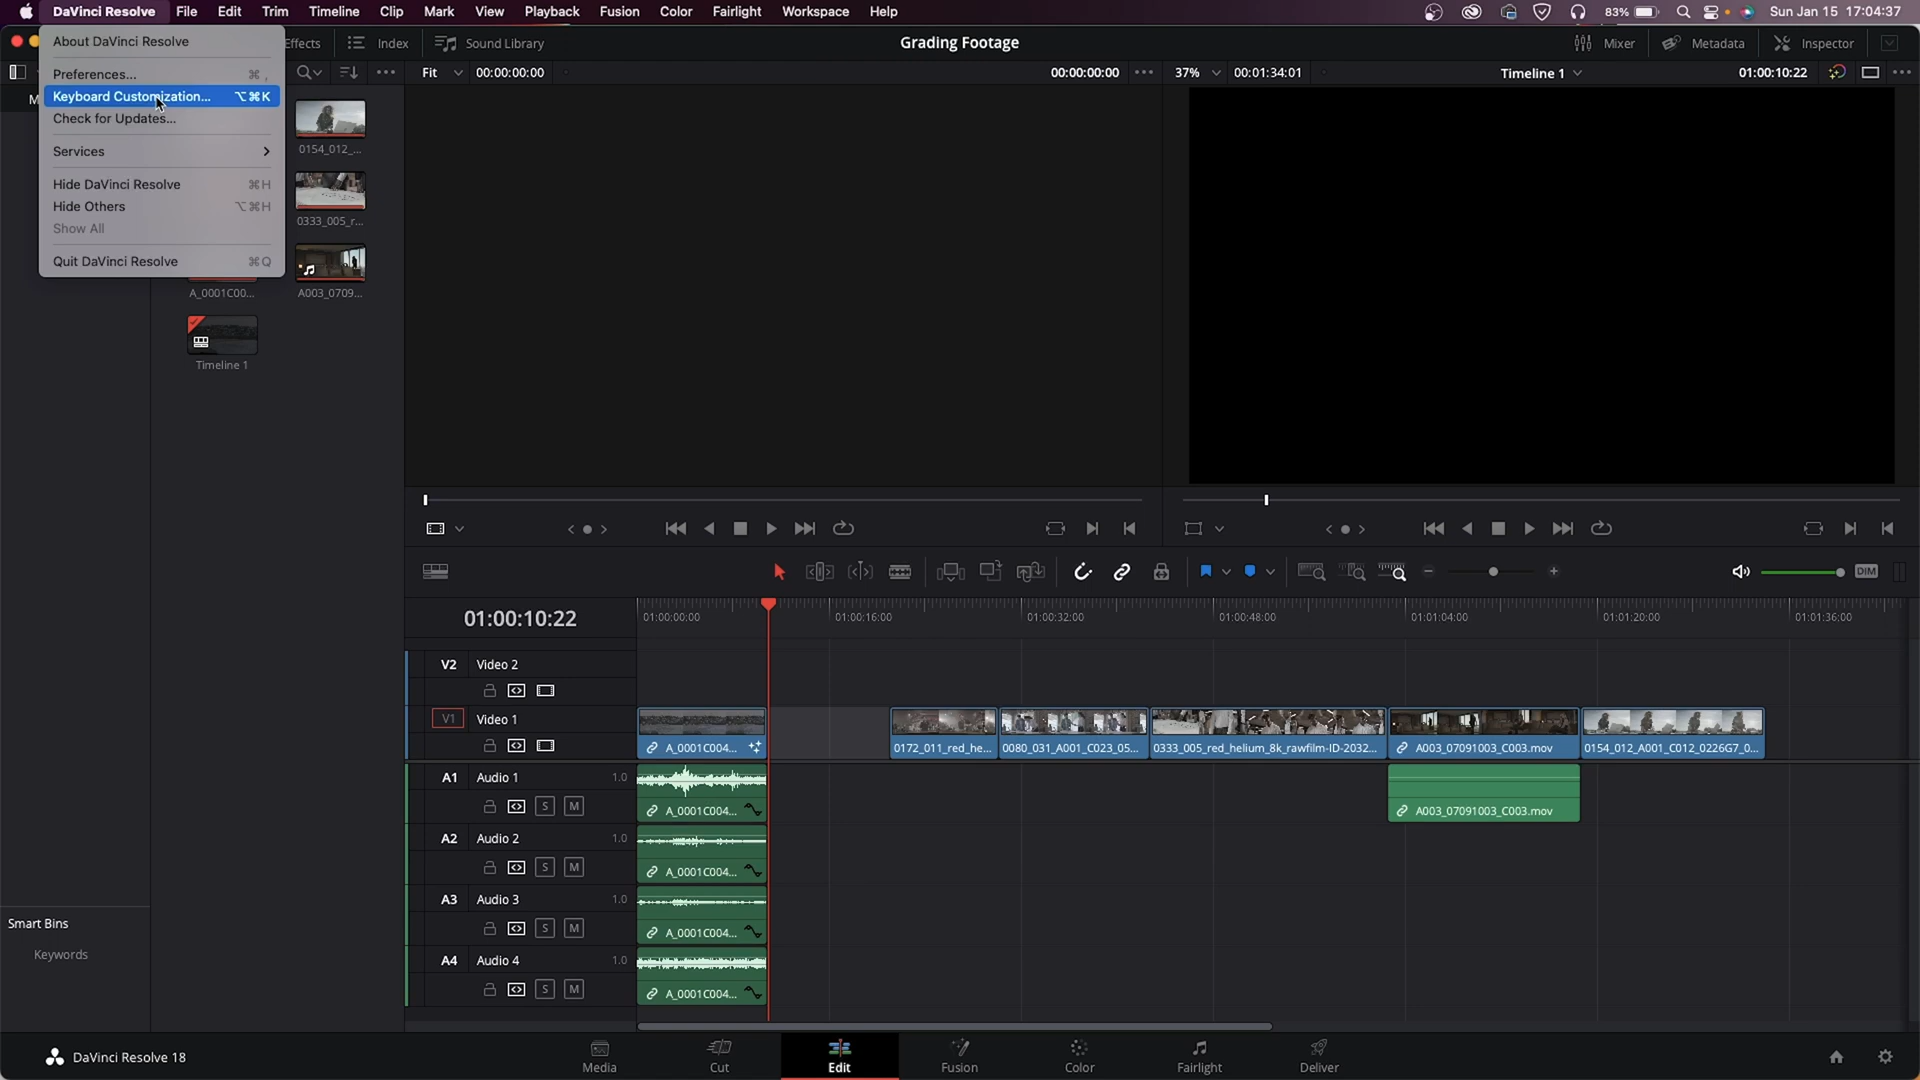 DaVinci Resolve File Edit Trim Timeline Clip Mark View Playback Fusion Color Fairlight Workspace Help 83% Sun Jan 15 17:04:37
Effects Index Sound Library Grading Footage Mixer Metadata Inspector
Fit 00:00:00:00 00:00:00:00 37% 00:01:34:01 Timeline 1 01:00:10:22
About DaVinci Resolve
Preferences... ⌘ ,
Keyboard Customization... ⌥⌘K
Check for Updates...
Services
Hide DaVinci Resolve ⌘H
Hide Others ⌥⌘H
Show All
Quit DaVinci Resolve ⌘Q
M
0154_012_...
0333_005_r...
A_0001C00... A003_0709...
Timeline 1
DIM
01:00:10:22 01:00:00:00 01:00:16:00 01:00:32:00 01:00:48:00 01:01:04:00 01:01:20:00 01:01:36:00
V2 Video 2
V1 Video 1
A_0001C004... 0172_011_red_he... 0080_031_A001_C023_05... 0333_005_red_helium_8k_rawfilm-ID-2032... A003_07091003_C003.mov 0154_012_A001_C012_0226G7_0...
A1 Audio 1 1.0
S M A_0001C004... A003_07091003_C003.mov
A2 Audio 2 1.0
S M A_0001C004...
A3 Audio 3 1.0
S M A_0001C004...
A4 Audio 4 1.0
S M A_0001C004...
Smart Bins
Keywords
DaVinci Resolve 18 Media Cut Edit Fusion Color Fairlight Deliver